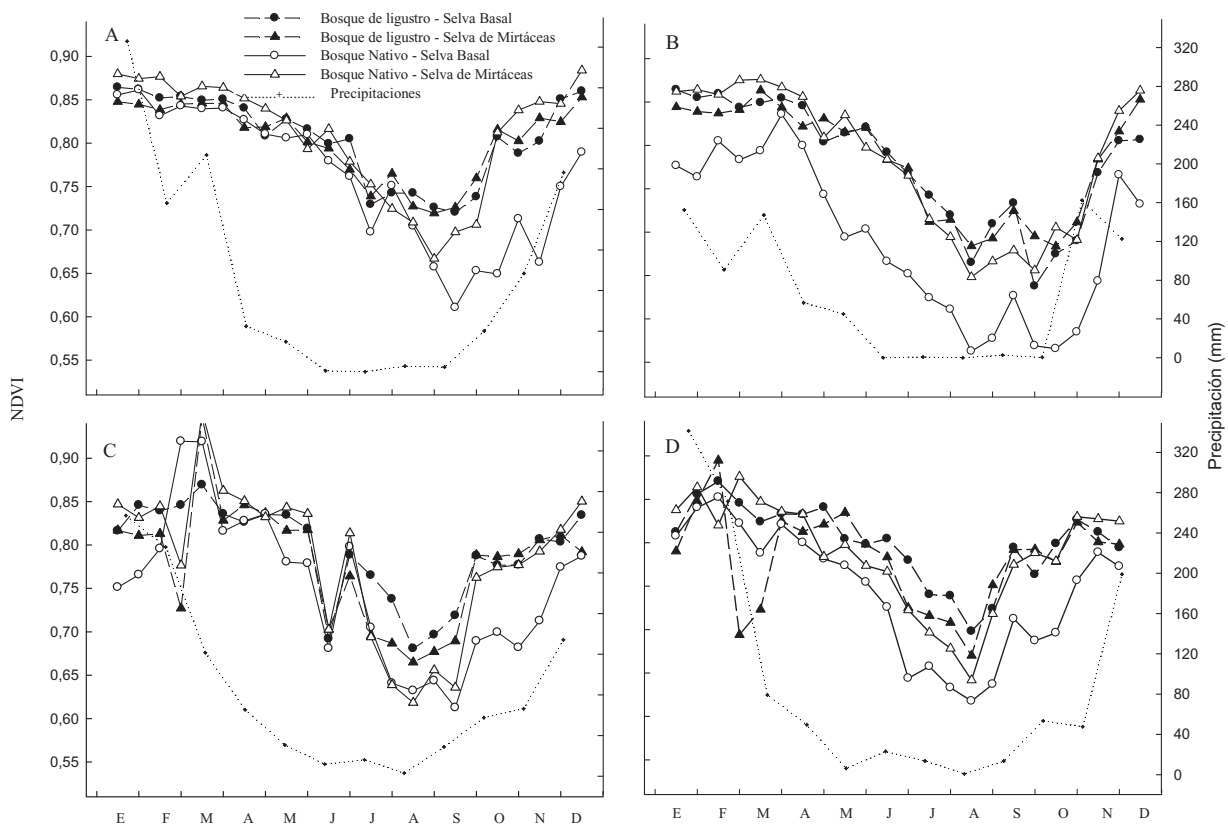 A
Bosque de ligustro - Selva Basal
Bosque de ligustro - Selva de Mirtáceas
Bosque Nativo - Selva Basal
Bosque Nativo - Selva de Mirtáceas
Precipitaciones
0,90
0,85
0,80
0,75
0,70
0,65
0,60
0,55
B
320
280
240
200
160
120
80
40
0
NDVI
Precipitación (mm)
C
0,90
0,85
0,80
0,75
0,70
0,65
0,60
0,55
E F M A M J J A S O N D
D
320
280
240
200
160
120
80
40
0
E F M A M J J A S O N D